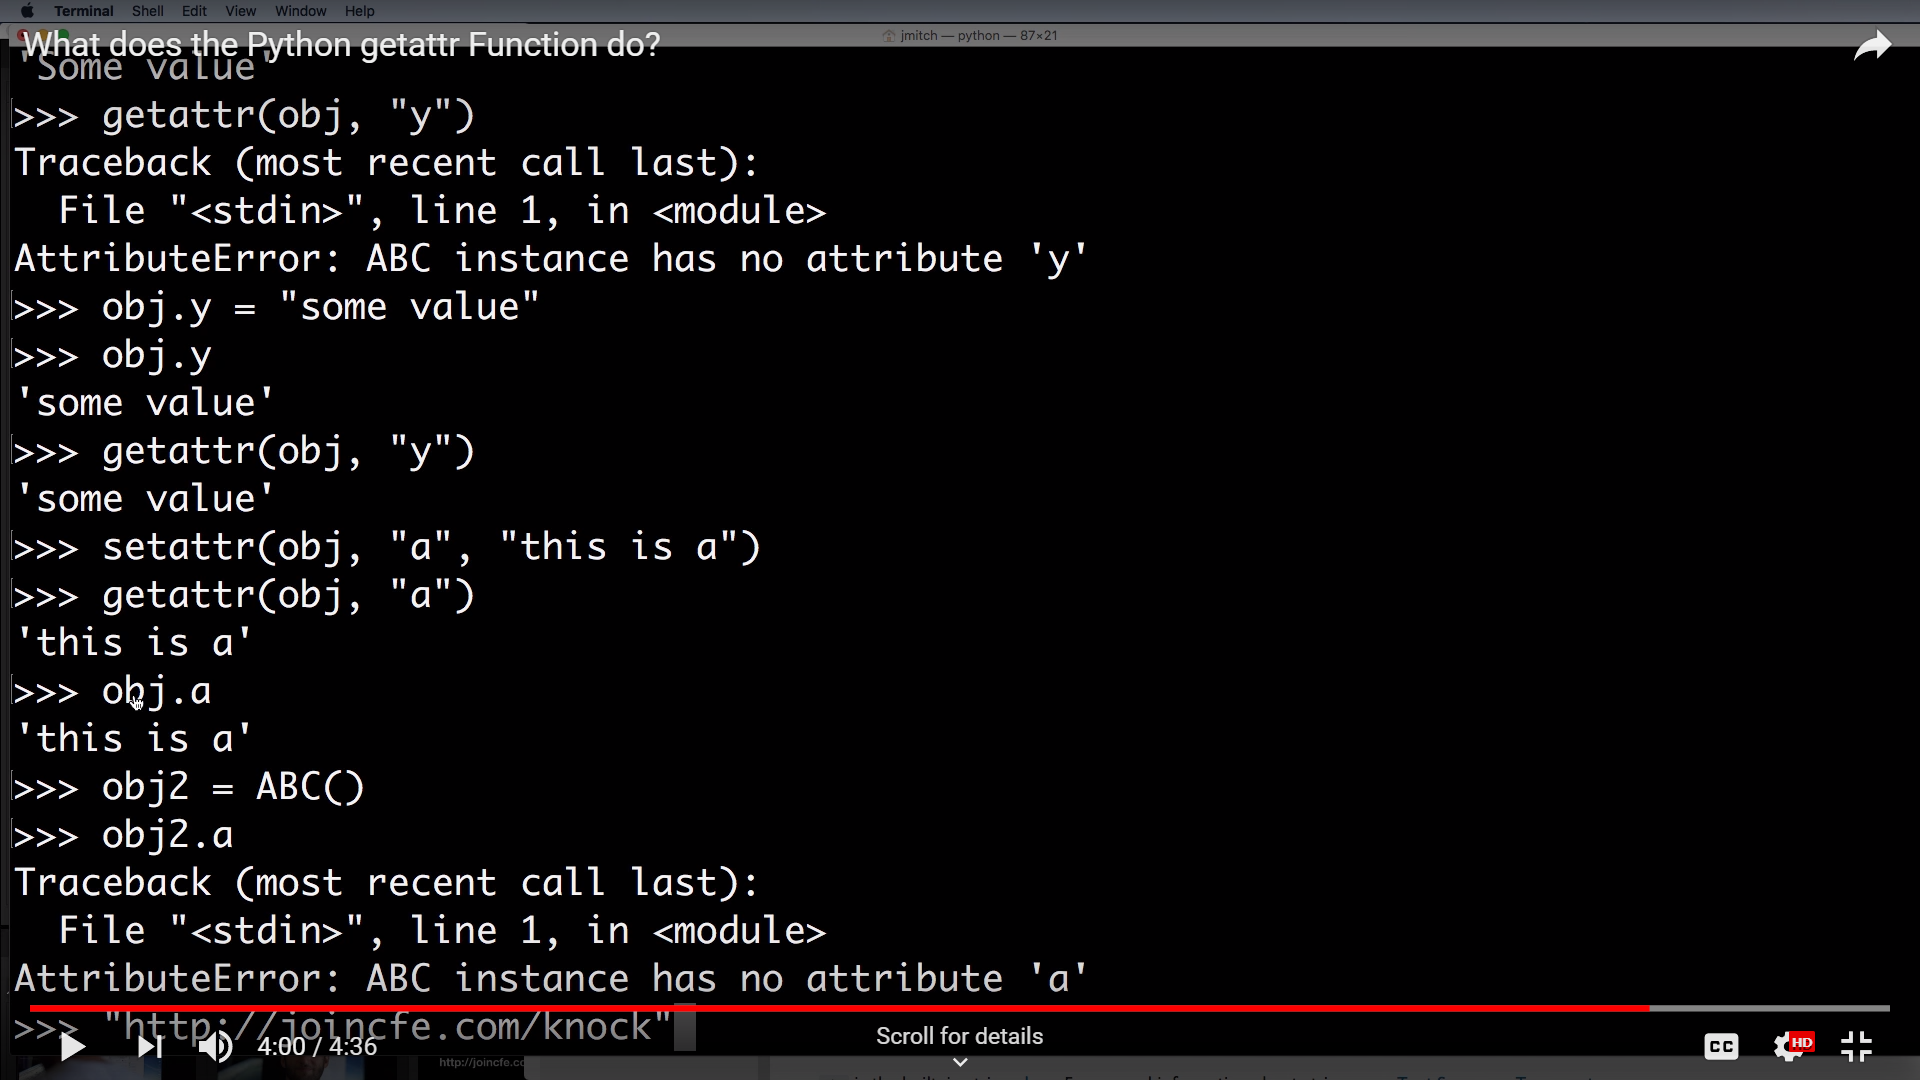 Terminal Shell Edit View Window Help
jmitch — python — 87×21
What does the Python getattr Function do?
'Some value'
>>> getattr(obj, "y")
Traceback (most recent call last):
  File "<stdin>", line 1, in <module>
AttributeError: ABC instance has no attribute 'y'
>>> obj.y = "some value"
>>> obj.y
'some value'
>>> getattr(obj, "y")
'some value'
>>> setattr(obj, "a", "this is a")
>>> getattr(obj, "a")
'this is a'
>>> obj.a
'this is a'
>>> obj2 = ABC()
>>> obj2.a
Traceback (most recent call last):
  File "<stdin>", line 1, in <module>
AttributeError: ABC instance has no attribute 'a'
>>> "http://joincfe.com/knock"
4:00 / 4:36
Scroll for details
CC
HD
http://joincfe.cc